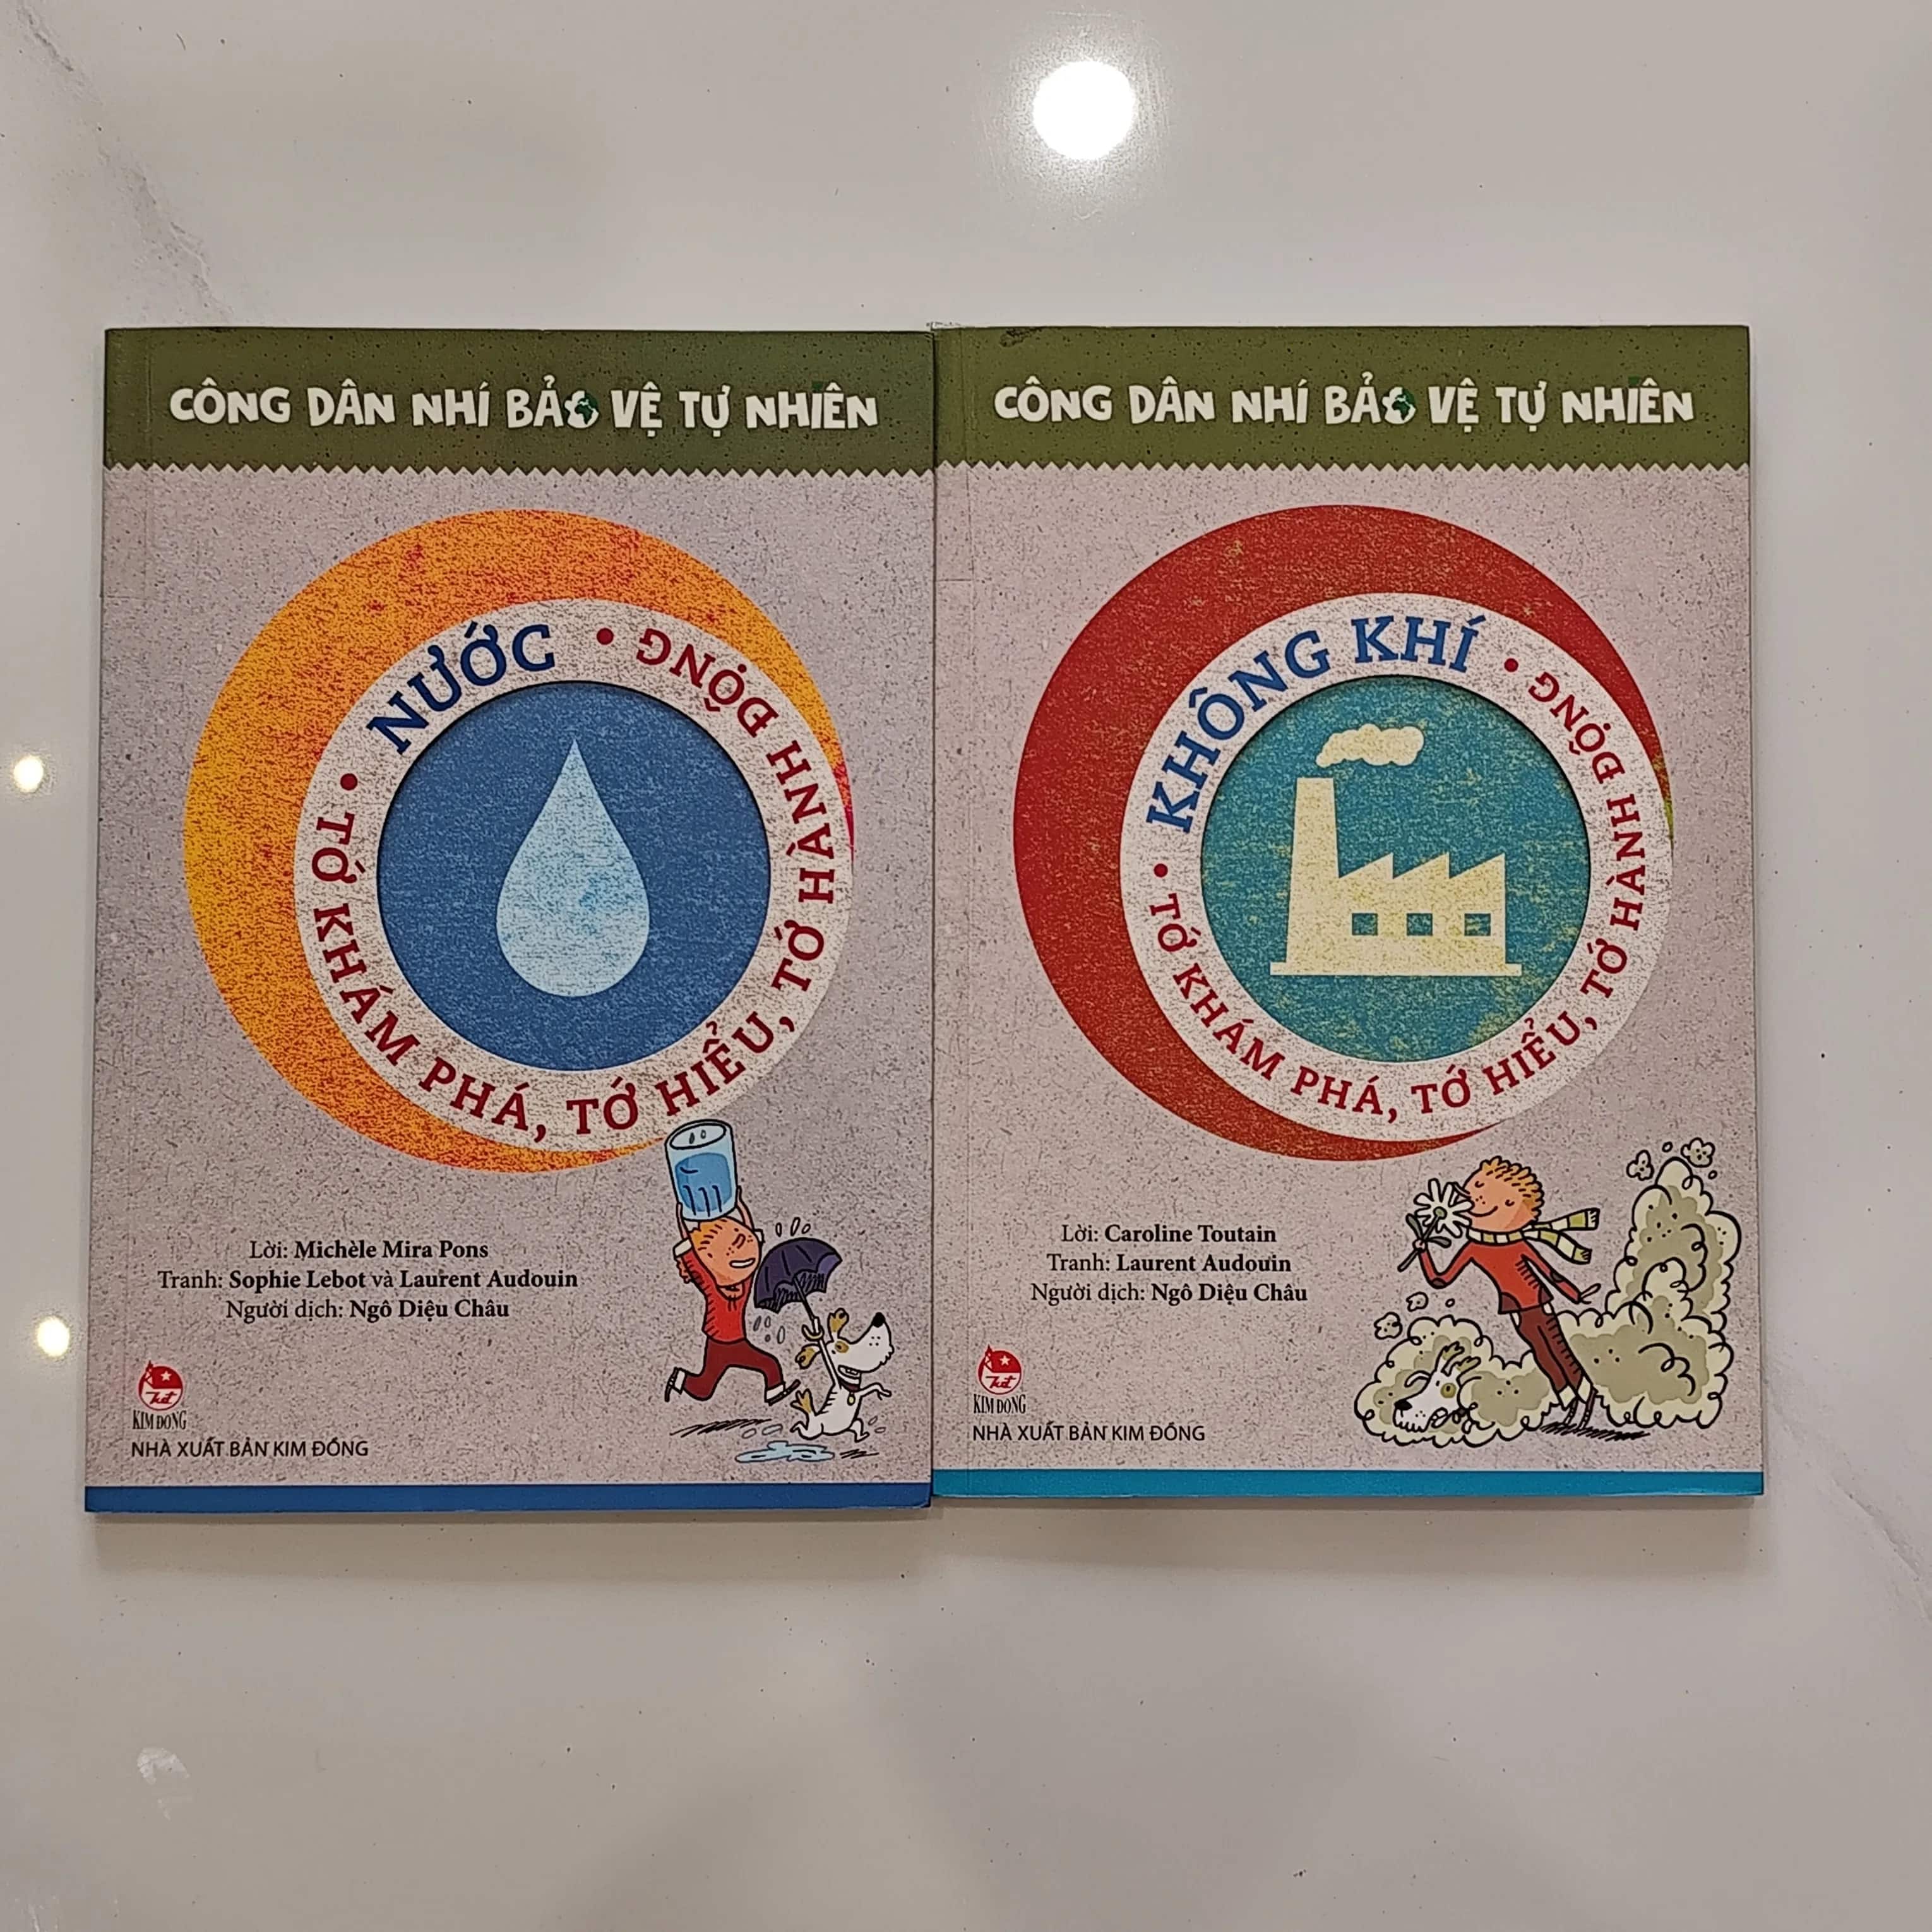 CÔNG DÂN NHÍ BẢO VỆ TỰ NHIÊN
NƯỚC
• TỚ KHÁM PHÁ, TỚ HIỂU, TỚ HÀNH ĐỘNG •
Lời: Michèle Mira Pons
Tranh: Sophie Lebot và Laurent Audouin
Người dịch: Ngô Diệu Châu
KIM ĐỒNG
NHÀ XUẤT BẢN KIM ĐỒNG
CÔNG DÂN NHÍ BẢO VỆ TỰ NHIÊN
KHÔNG KHÍ
• TỚ KHÁM PHÁ, TỚ HIỂU, TỚ HÀNH ĐỘNG •
Lời: Caroline Toutain
Tranh: Laurent Audouin
Người dịch: Ngô Diệu Châu
KIM ĐỒNG
NHÀ XUẤT BẢN KIM ĐỒNG